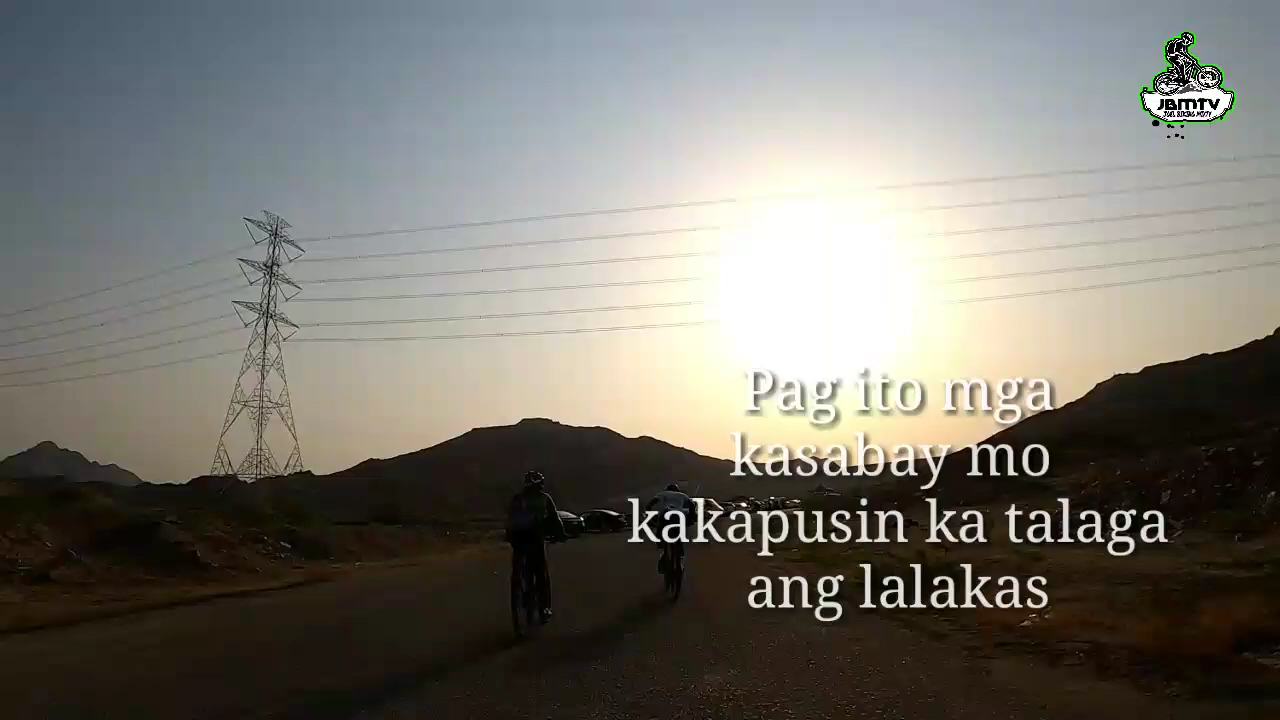 JBMTV
Pag ito mga
kasabay mo
kakapusin ka talaga
ang lalakas